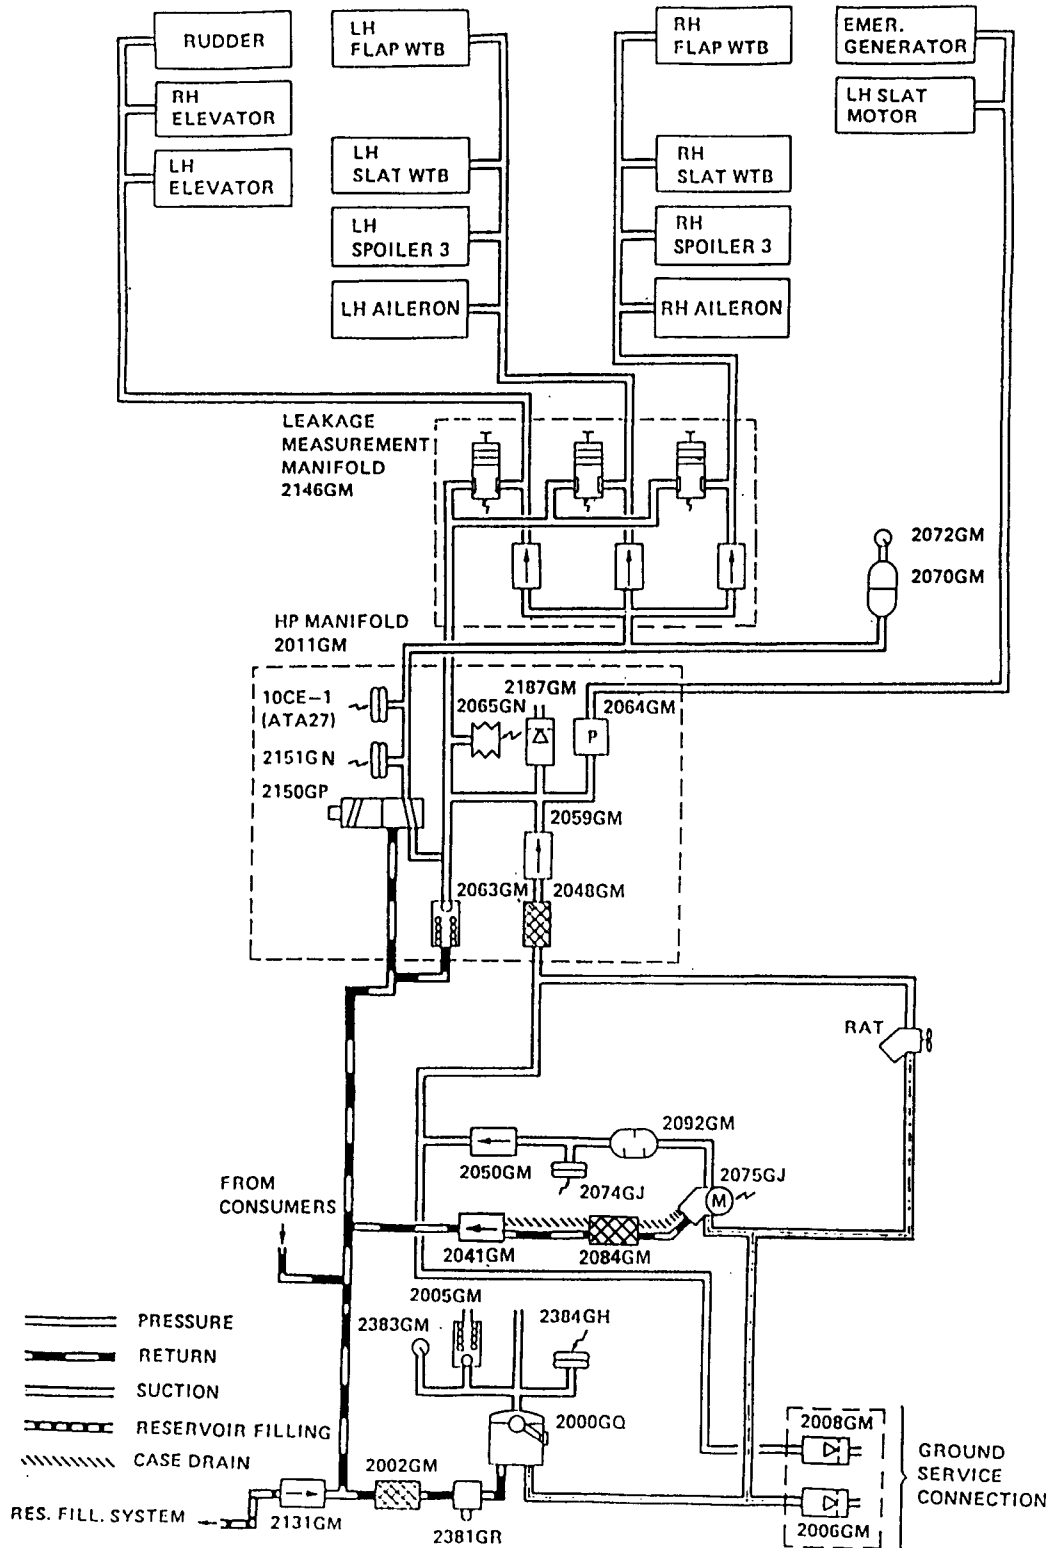 RUDDER
LH
FLAP WTB
RH
FLAP WTB
EMER.
GENERATOR
RH
ELEVATOR
LH SLAT
MOTOR
LH
ELEVATOR
LH
SLAT WTB
RH
SLAT WTB
LH
SPOILER 3
RH
SPOILER 3
LH AILERON
RH AILERON
LEAKAGE
MEASUREMENT
MANIFOLD
2146GM
2072GM
2070GM
HP MANIFOLD
2011GM
10CE-1
(ATA27)
2187GM
2065GN
2064GM
P
2151GN
2150GP
2059GM
2063GM
2048GM
RAT
2092GM
2050GM
2074GJ
2075GJ
M
FROM
CONSUMERS
2041GM
2084GM
2005GM
2383GM
2384GH
PRESSURE
RETURN
SUCTION
RESERVOIR FILLING
CASE DRAIN
2000GQ
2008GM
GROUND
SERVICE
CONNECTION
2002GM
RES. FILL. SYSTEM
2131GM
2381GR
2006GM